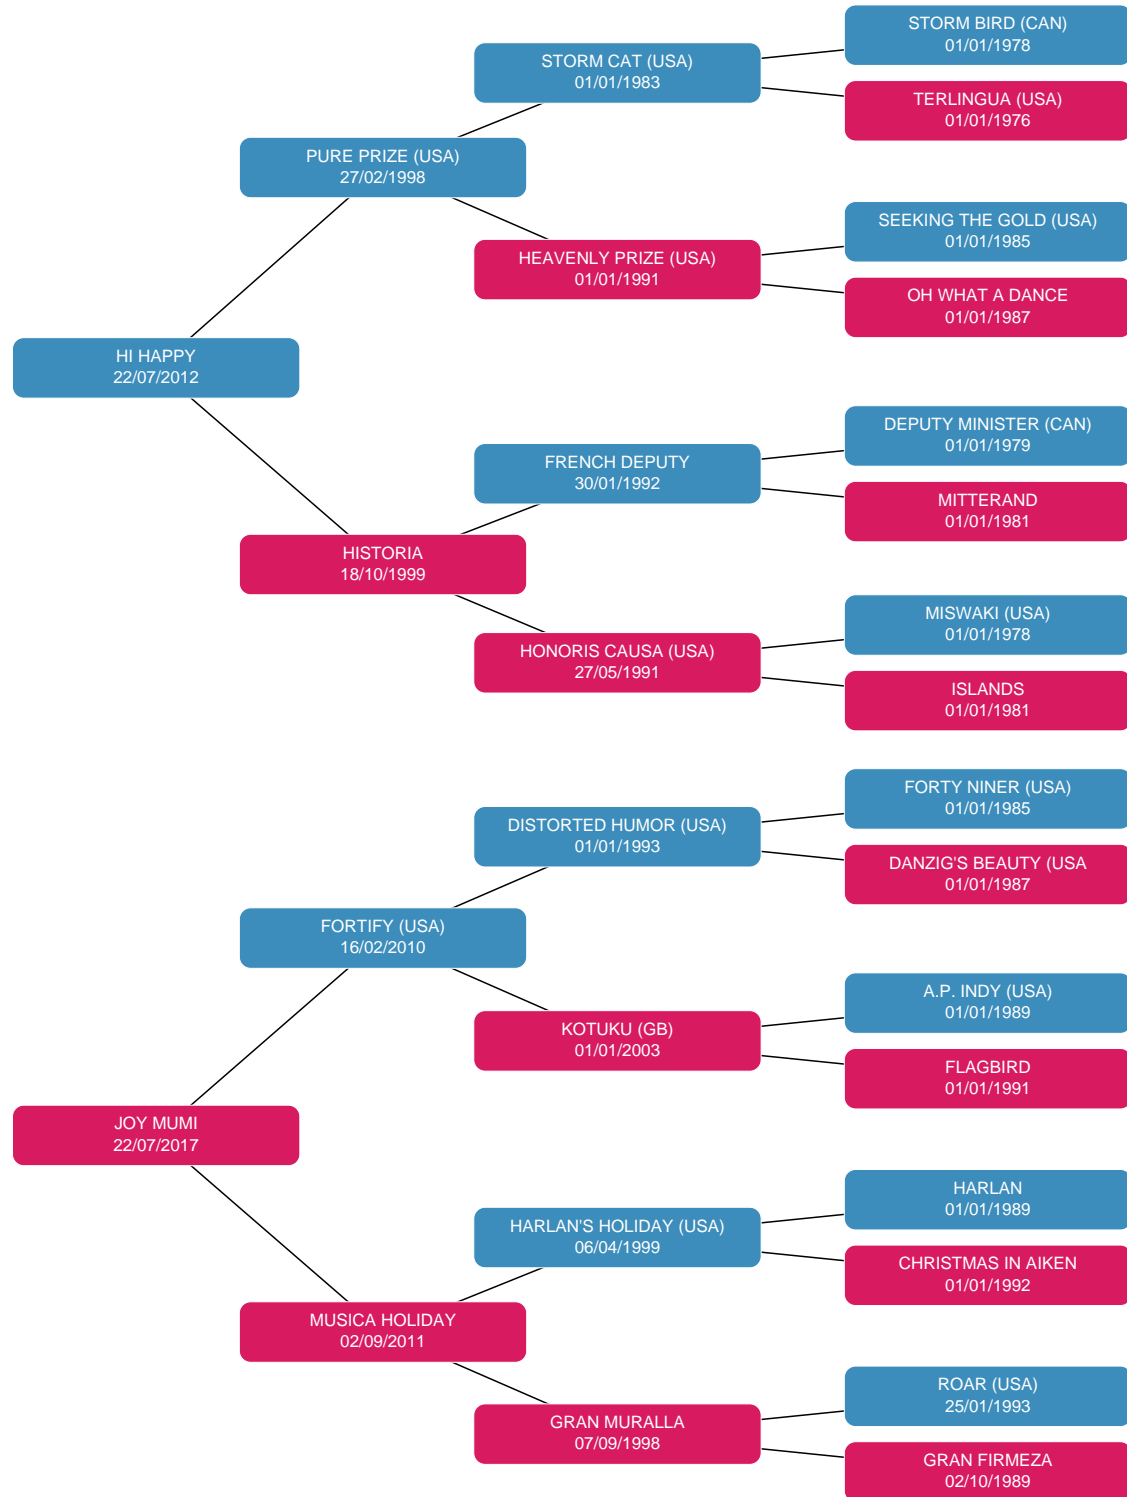 STORM BIRD (CAN)
01/01/1978
STORM CAT (USA)
01/01/1983
TERLINGUA (USA)
01/01/1976
PURE PRIZE (USA)
27/02/1998
SEEKING THE GOLD (USA)
01/01/1985
HEAVENLY PRIZE (USA)
01/01/1991
OH WHAT A DANCE
01/01/1987
HI HAPPY
22/07/2012
DEPUTY MINISTER (CAN)
01/01/1979
FRENCH DEPUTY
30/01/1992
MITTERAND
01/01/1981
HISTORIA
18/10/1999
MISWAKI (USA)
01/01/1978
HONORIS CAUSA (USA)
27/05/1991
ISLANDS
01/01/1981
FORTY NINER (USA)
01/01/1985
DISTORTED HUMOR (USA)
01/01/1993
DANZIG'S BEAUTY (USA
01/01/1987
FORTIFY (USA)
16/02/2010
A.P. INDY (USA)
01/01/1989
KOTUKU (GB)
01/01/2003
FLAGBIRD
01/01/1991
JOY MUMI
22/07/2017
HARLAN
01/01/1989
HARLAN'S HOLIDAY (USA)
06/04/1999
CHRISTMAS IN AIKEN
01/01/1992
MUSICA HOLIDAY
02/09/2011
ROAR (USA)
25/01/1993
GRAN MURALLA
07/09/1998
GRAN FIRMEZA
02/10/1989